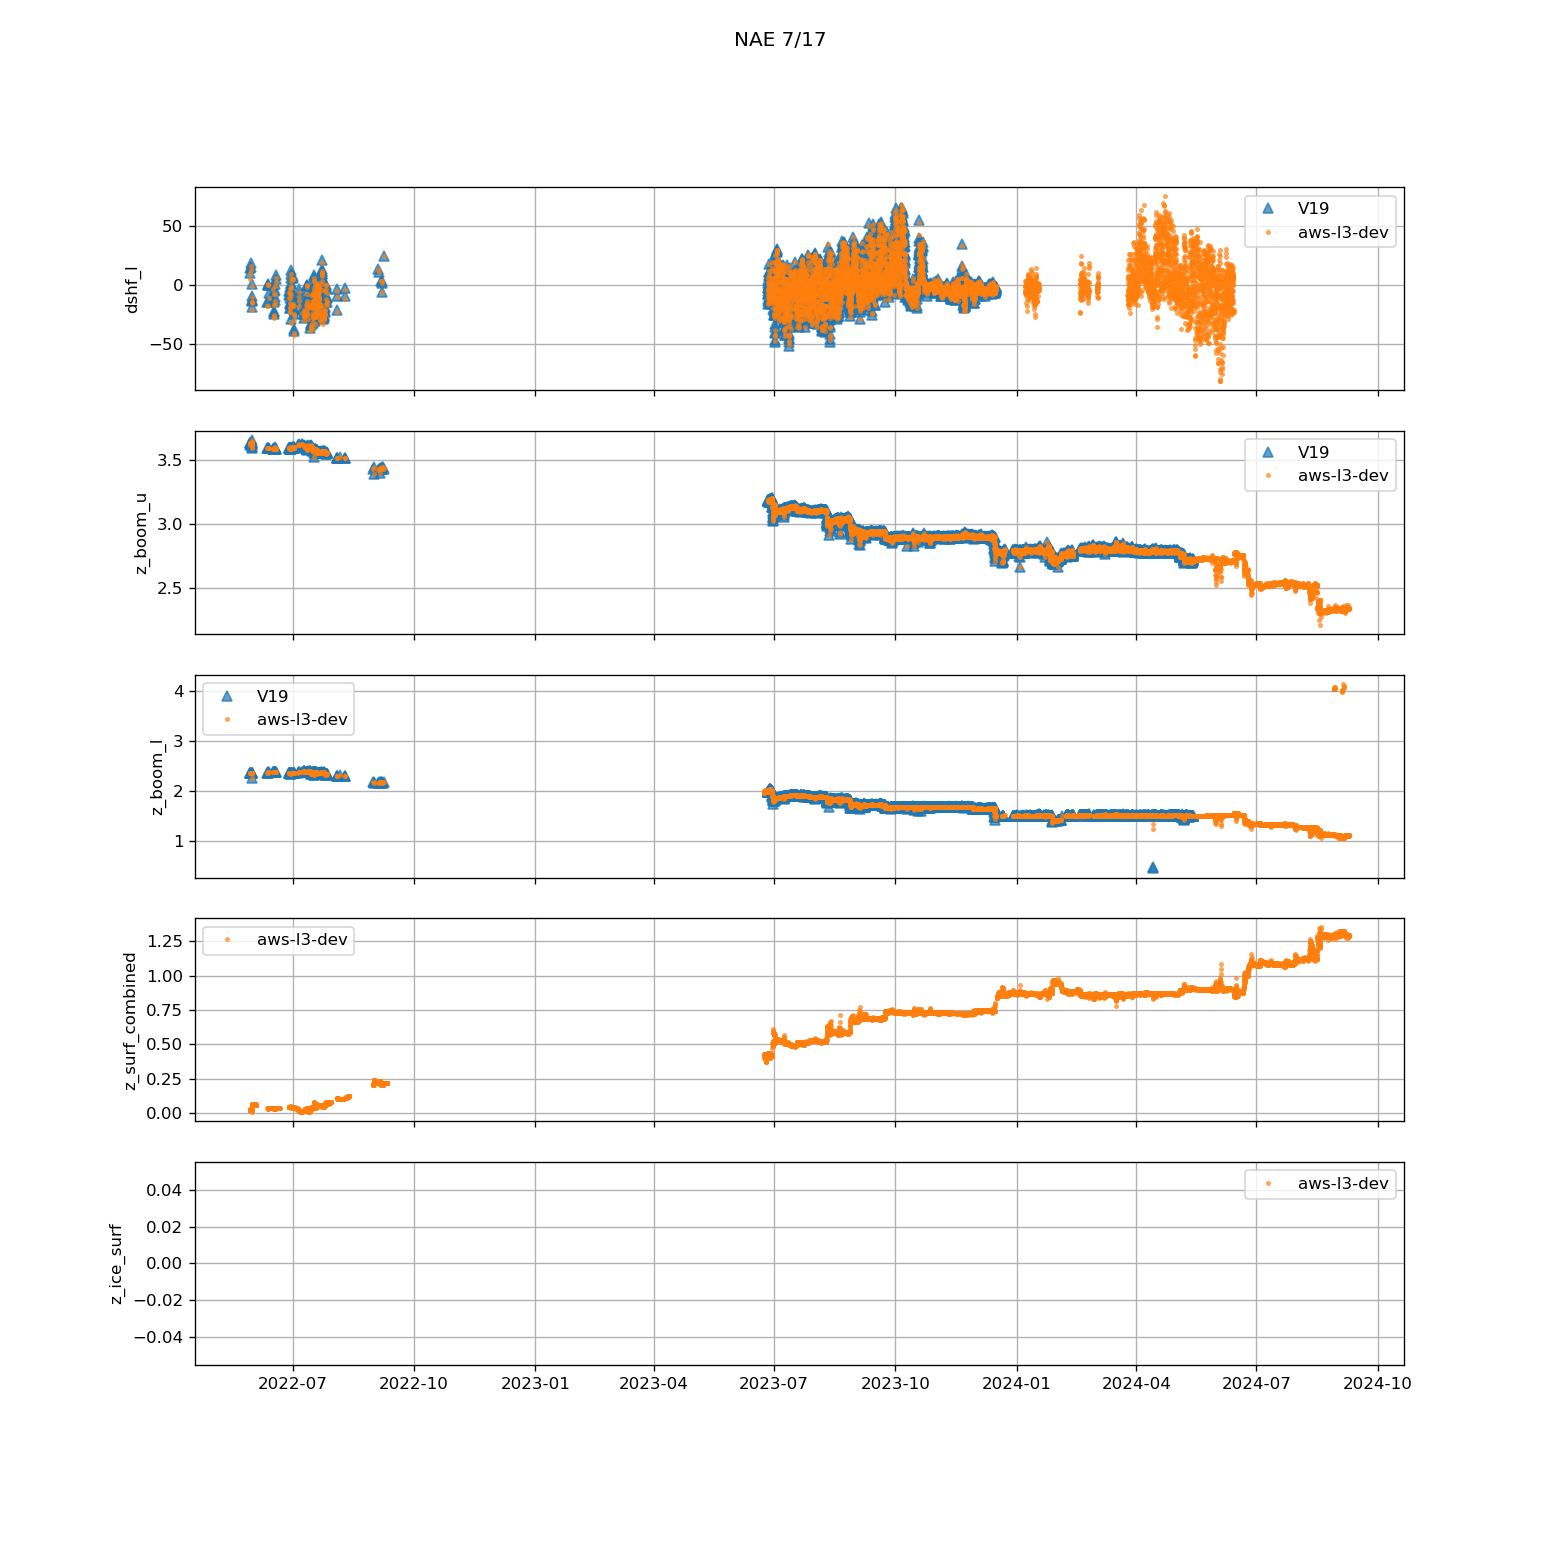 NAE 7/17
dshf_l
50
0
−50
V19
aws-l3-dev
z_boom_u
3.5
3.0
2.5
V19
aws-l3-dev
z_boom_l
4
3
2
1
V19
aws-l3-dev
z_surf_combined
1.25
1.00
0.75
0.50
0.25
0.00
aws-l3-dev
z_ice_surf
0.04
0.02
0.00
−0.02
−0.04
aws-l3-dev
2022-07 2022-10 2023-01 2023-04 2023-07 2023-10 2024-01 2024-04 2024-07 2024-10